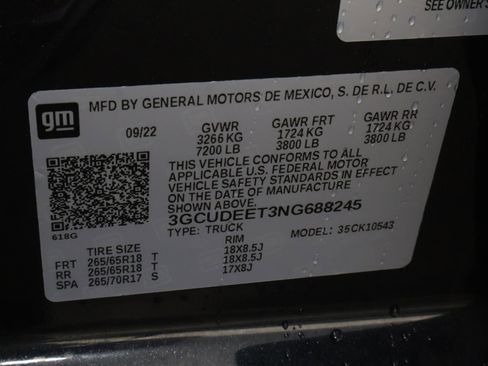 SEE OWNER'S
gm
MFD BY GENERAL MOTORS DE MEXICO, S. DE R.L. DE C.V.
09/22 GVWR GAWR FRT GAWR RR
3266 KG 1724 KG 1724 KG
7200 LB 3800 LB 3800 LB
THIS VEHICLE CONFORMS TO ALL
APPLICABLE U.S. FEDERAL MOTOR
VEHICLE SAFETY STANDARDS IN EFFECT
ON THE DATE OF MANUFACTURE
3GCUDEET3NG688245
618G
TYPE: TRUCK MODEL: 35CK10543
TIRE SIZE RIM
FRT 265/65R18 T 18X8.5J
RR 265/65R18 T 18X8.5J
SPA 265/70R17 S 17X8J